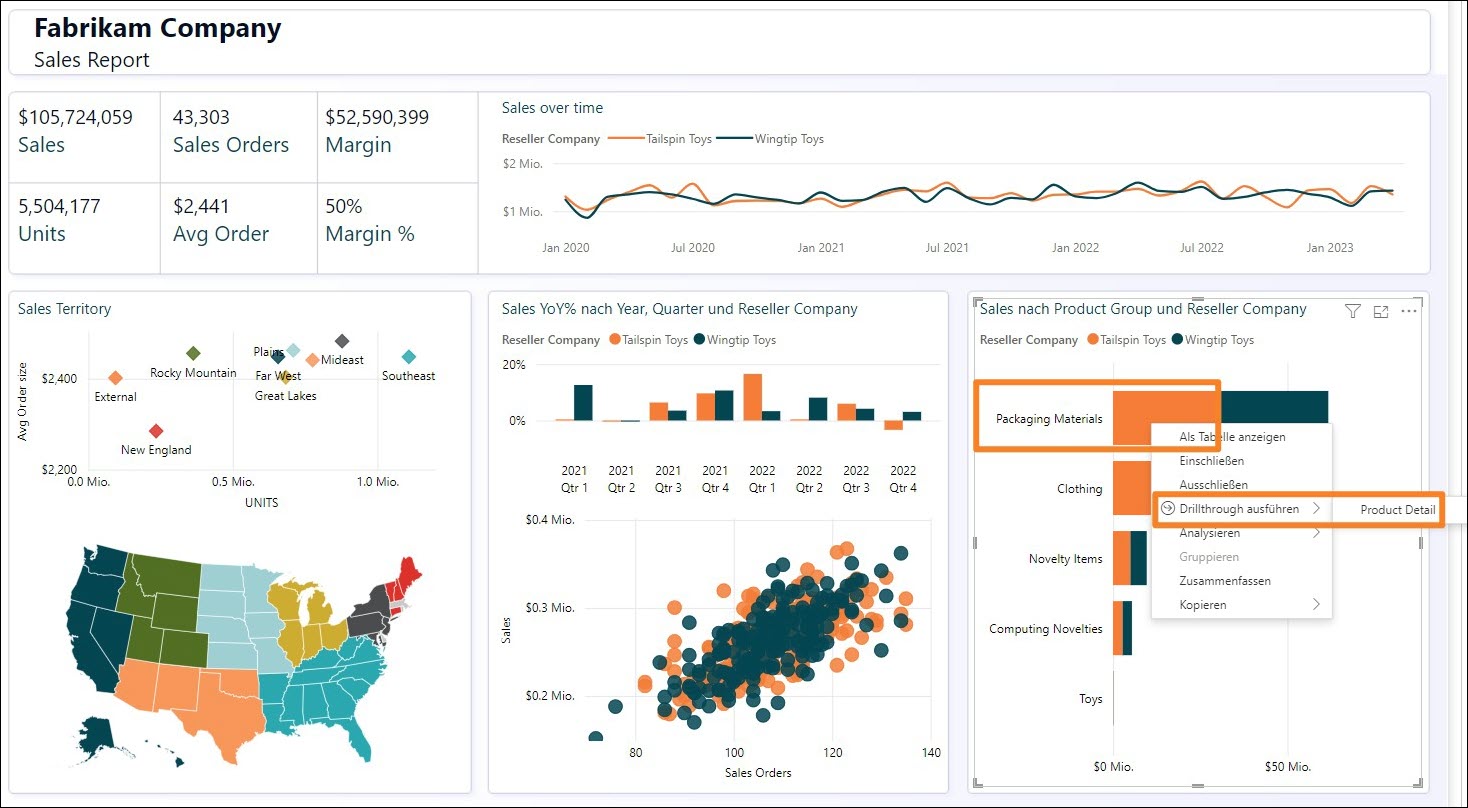 Fabrikam Company
Sales Report
$105,724,059
Sales
43,303
Sales Orders
$52,590,399
Margin
5,504,177
Units
$2,441
Avg Order
50%
Margin %
Sales over time
Reseller Company Tailspin Toys Wingtip Toys
$2 Mio.
$1 Mio.
Jan 2020 Jul 2020 Jan 2021 Jul 2021 Jan 2022 Jul 2022 Jan 2023
Sales Territory
Avg Order size
$2,400
$2,200
Plains
Mideast
Rocky Mountain
Far West
Southeast
External
Great Lakes
New England
0.0 Mio. 0.5 Mio. 1.0 Mio.
UNITS
Sales YoY% nach Year, Quarter und Reseller Company
Reseller Company Tailspin Toys Wingtip Toys
20%
0%
2021 2021 2021 2021 2022 2022 2022 2022
Qtr 1 Qtr 2 Qtr 3 Qtr 4 Qtr 1 Qtr 2 Qtr 3 Qtr 4
$0.4 Mio.
$0.3 Mio.
$0.2 Mio.
Sales
80 100 120 140
Sales Orders
Sales nach Product Group und Reseller Company
Reseller Company Tailspin Toys Wingtip Toys
Packaging Materials
Clothing
Novelty Items
Computing Novelties
Toys
$0 Mio. $50 Mio.
Als Tabelle anzeigen
Einschließen
Ausschließen
Drillthrough ausführen
Product Detail
Analysieren
Gruppieren
Zusammenfassen
Kopieren